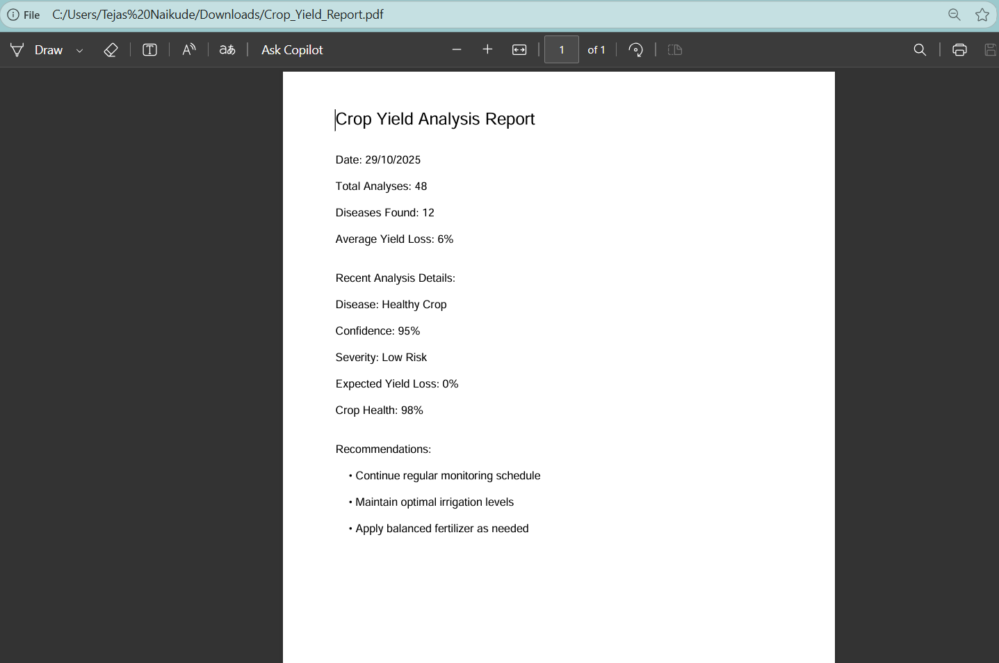 File C:/Users/Tejas%20Naikude/Downloads/Crop_Yield_Report.pdf
Draw aあ Ask Copilot 1 of 1
Crop Yield Analysis Report
Date: 29/10/2025
Total Analyses: 48
Diseases Found: 12
Average Yield Loss: 6%
Recent Analysis Details:
Disease: Healthy Crop
Confidence: 95%
Severity: Low Risk
Expected Yield Loss: 0%
Crop Health: 98%
Recommendations:
• Continue regular monitoring schedule
• Maintain optimal irrigation levels
• Apply balanced fertilizer as needed